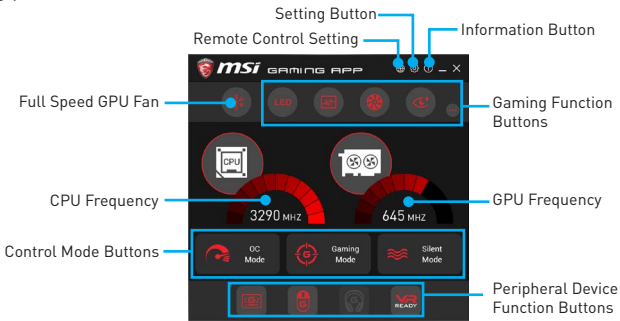 Setting Button
Information Button
Remote Control Setting
msi GAMING APP
Full Speed GPU Fan
LED
Gaming Function
Buttons
CPU
CPU Frequency
GPU Frequency
3290 MHZ
645 MHZ
Control Mode Buttons
OC
Mode
G
Gaming
Mode
Silent
Mode
Peripheral Device
Function Buttons
VR
READY